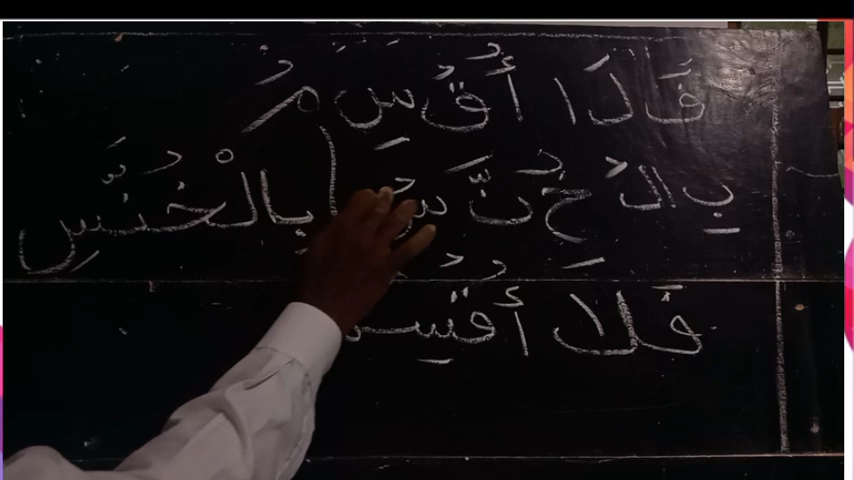 فَ لَا ا أُ قْ سِ مُ
بِ الْ خُ نَّ سِ بِالْخُنَّسِ
فَلَا أُقْسِ